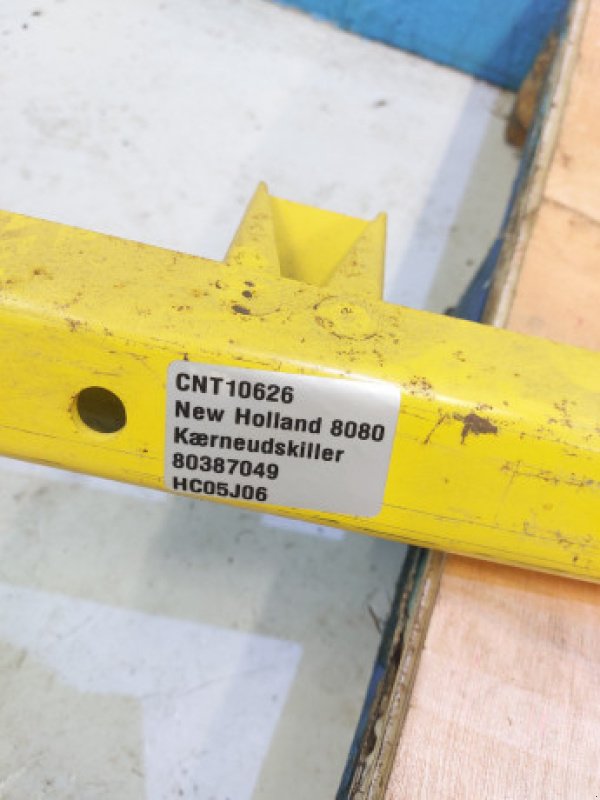 CNT10626
New Holland 8080
Kærneudskiller
80387049
HC05J06